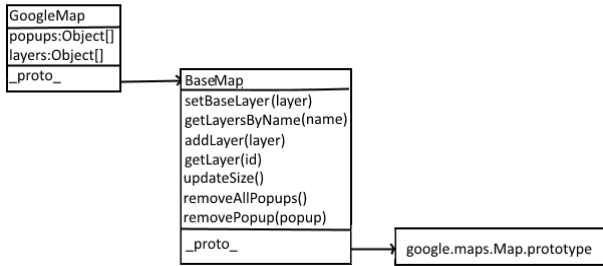 GoogleMap
popups:Object[]
layers:Object[]
_proto_
BaseMap
setBaseLayer(layer)
getLayersByName(name)
addLayer(layer)
getLayer(id)
updateSize()
removeAllPopups()
removePopup(popup)
_proto_
google.maps.Map.prototype